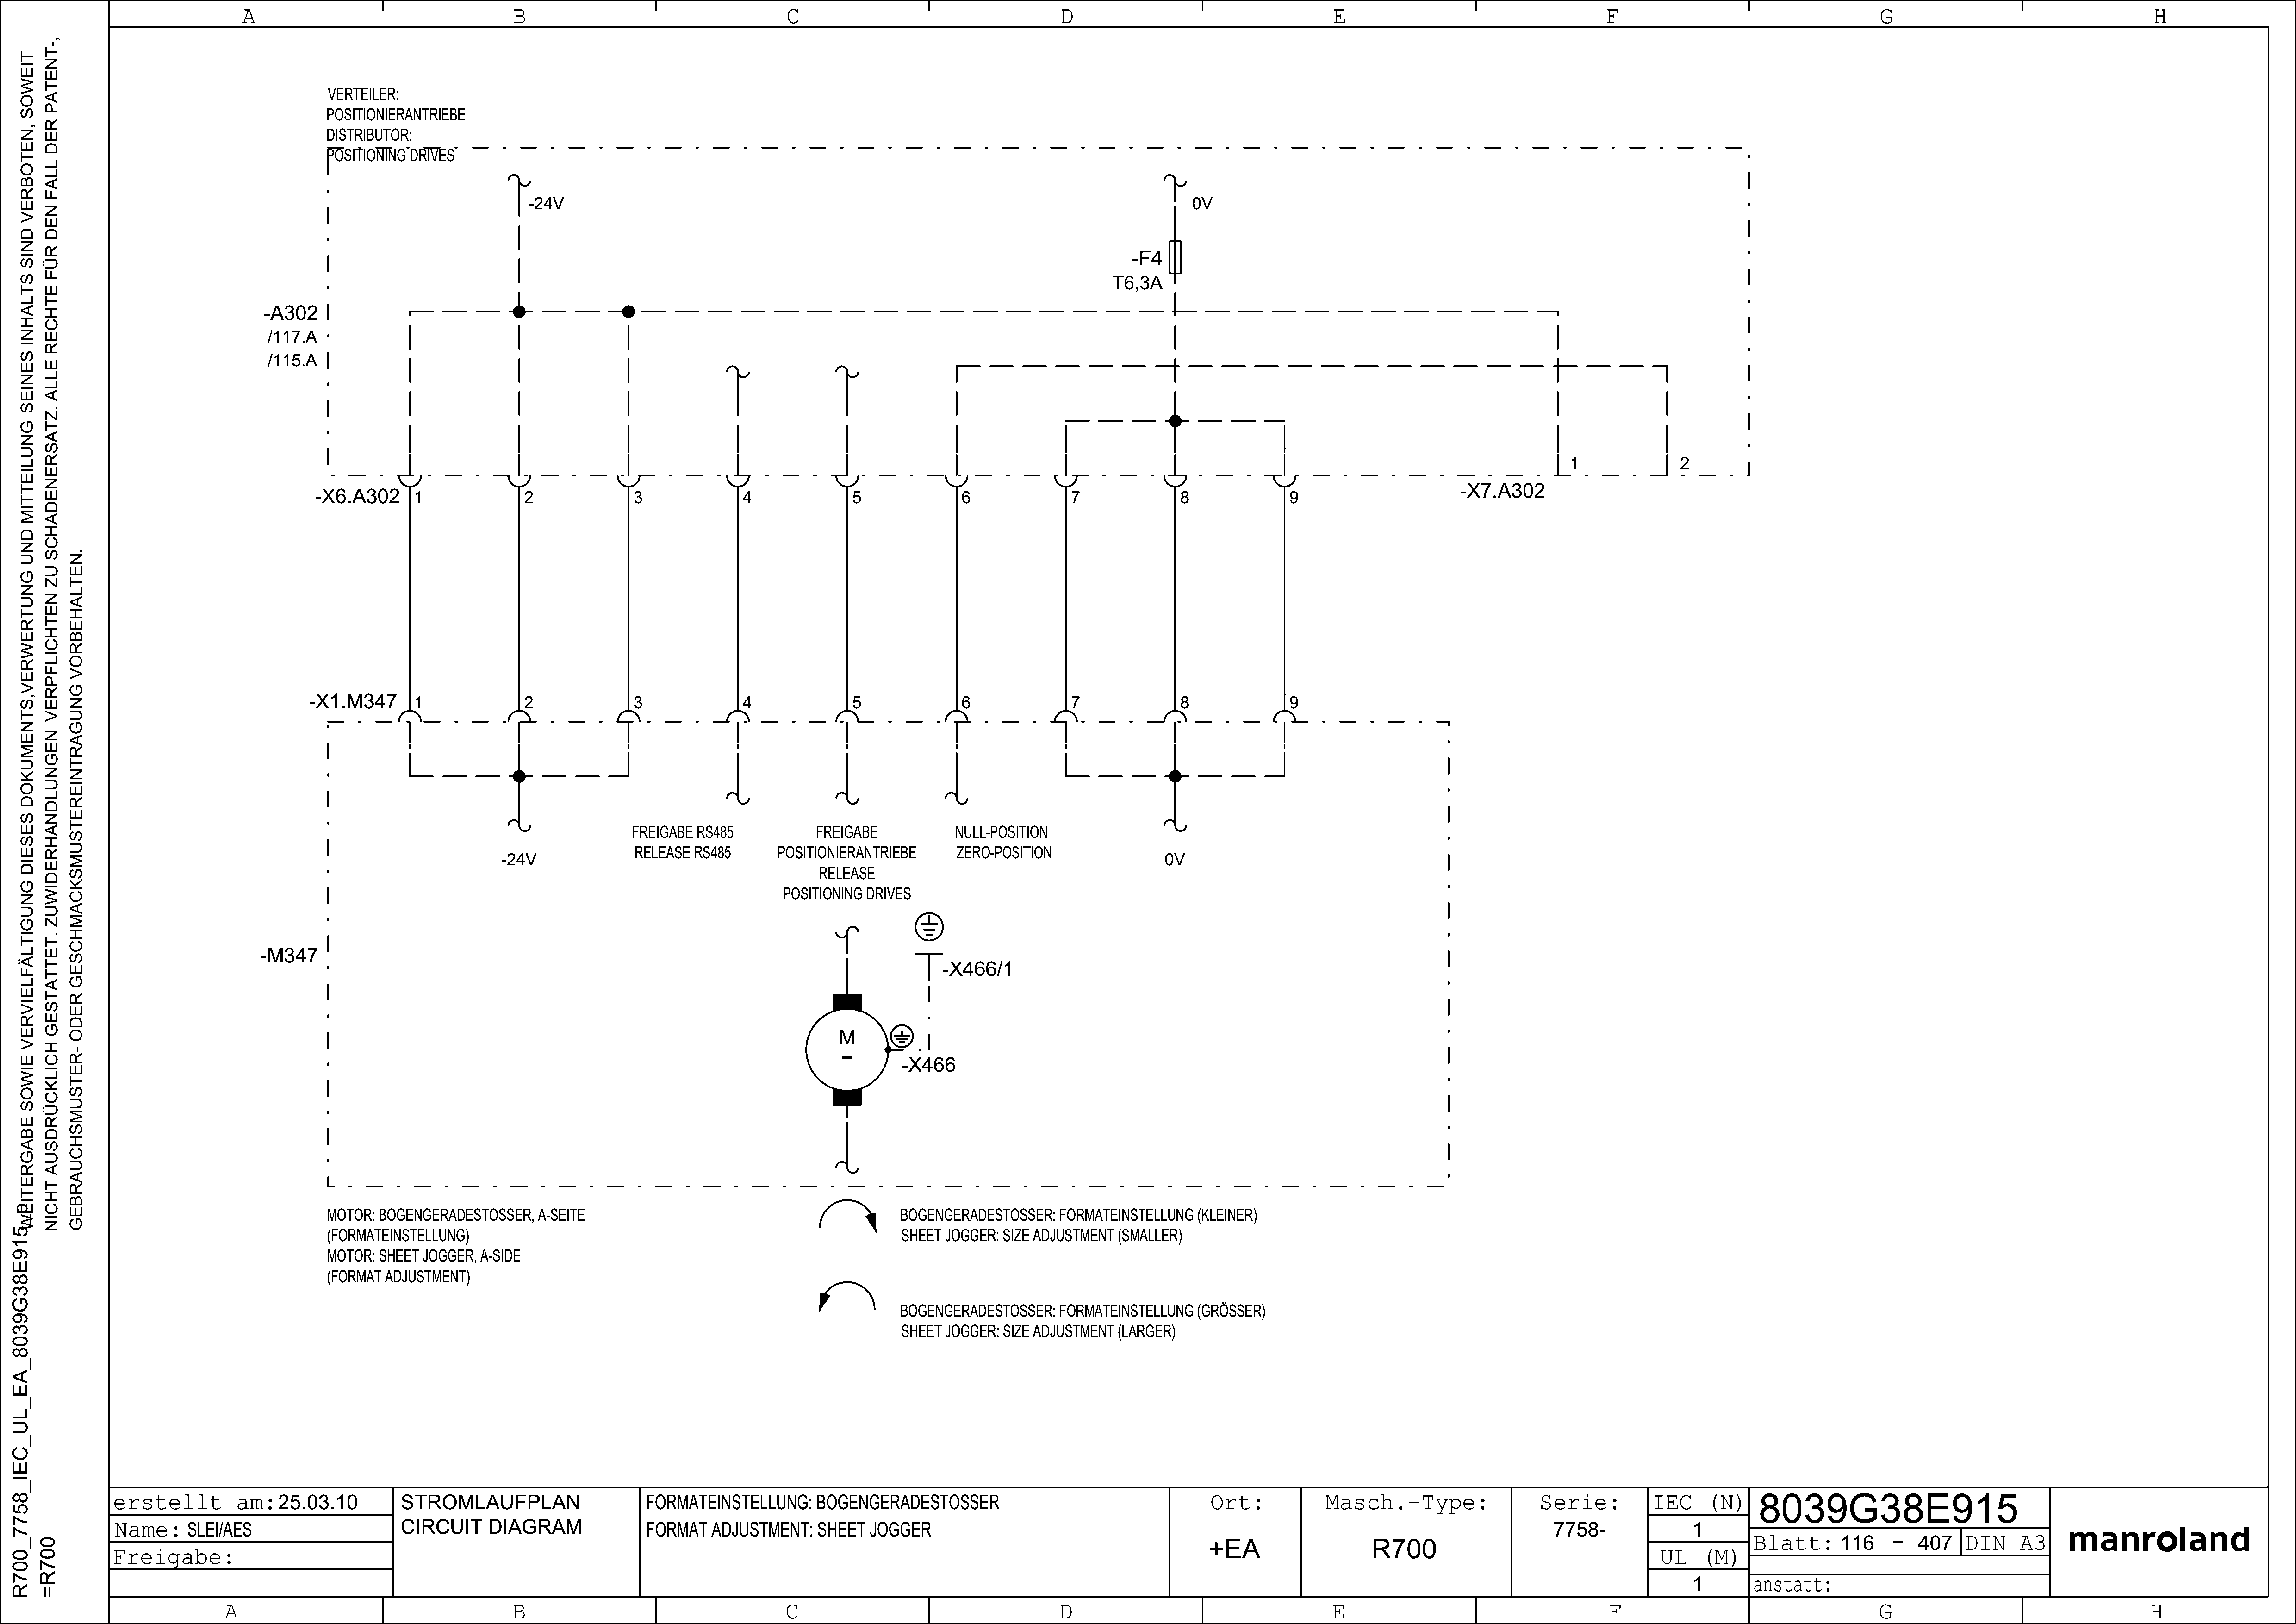 A B C D E F G H
VERTEILER:
POSITIONIERANTRIEBE
DISTRIBUTOR:
POSITIONING DRIVES
-24V
0V
-F4
T6,3A
-A302
/117.A
/115.A
1 2
-X6.A302 1 2 3 4 5 6 7 8 9 -X7.A302
-X1.M347 1 2 3 4 5 6 7 8 9
-24V
FREIGABE RS485
RELEASE RS485
FREIGABE
POSITIONIERANTRIEBE
RELEASE
POSITIONING DRIVES
NULL-POSITION
ZERO-POSITION
0V
-M347
-X466/1
M
-
-X466
MOTOR: BOGENGERADESTOSSER, A-SEITE
(FORMATEINSTELLUNG)
MOTOR: SHEET JOGGER, A-SIDE
(FORMAT ADJUSTMENT)
BOGENGERADESTOSSER: FORMATEINSTELLUNG (KLEINER)
SHEET JOGGER: SIZE ADJUSTMENT (SMALLER)
BOGENGERADESTOSSER: FORMATEINSTELLUNG (GRÖSSER)
SHEET JOGGER: SIZE ADJUSTMENT (LARGER)
WEITERGABE SOWIE VERVIELFÄLTIGUNG DIESES DOKUMENTS,VERWERTUNG UND MITTEILUNG SEINES INHALTS SIND VERBOTEN, SOWEIT
NICHT AUSDRÜCKLICH GESTATTET. ZUWIDERHANDLUNGEN VERPFLICHTEN ZU SCHADENERSATZ. ALLE RECHTE FÜR DEN FALL DER PATENT-,
GEBRAUCHSMUSTER- ODER GESCHMACKSMUSTEREINTRAGUNG VORBEHALTEN.
=R700
erstellt am: 25.03.10
Name: SLEI/AES
Freigabe:
STROMLAUFPLAN
CIRCUIT DIAGRAM
FORMATEINSTELLUNG: BOGENGERADESTOSSER
FORMAT ADJUSTMENT: SHEET JOGGER
Ort:
+EA
Masch.-Type:
R700
Serie:
7758-
IEC (N)
1
UL (M)
1
8039G38E915
Blatt: 116 - 407 DIN A3
anstatt:
manroland
A B C D E F G H